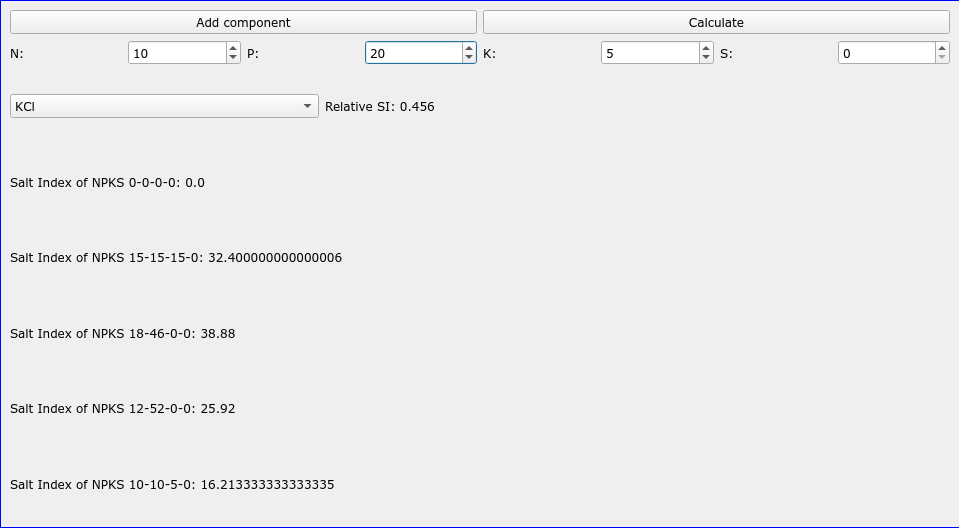 Add component Calculate
N: 10 P: 20 K: 5 S: 0
KCl Relative SI: 0.456
Salt Index of NPKS 0-0-0-0: 0.0
Salt Index of NPKS 15-15-15-0: 32.400000000000006
Salt Index of NPKS 18-46-0-0: 38.88
Salt Index of NPKS 12-52-0-0: 25.92
Salt Index of NPKS 10-10-5-0: 16.213333333333335